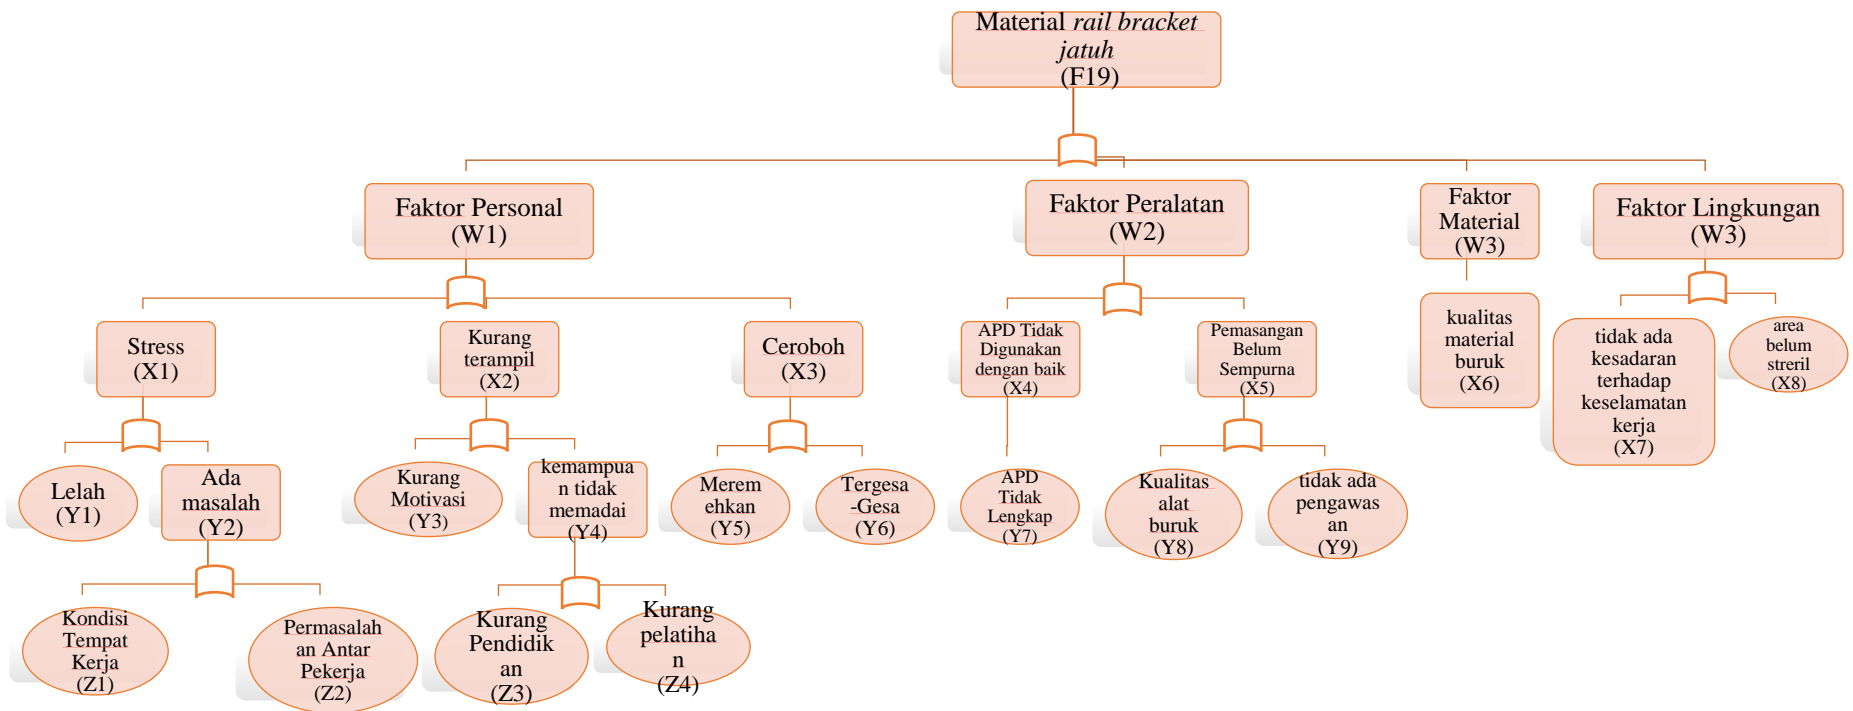 Material rail bracket
jatuh
(F19)
Faktor Personal
(W1)
Faktor Peralatan
(W2)
Faktor
Material
(W3)
Faktor Lingkungan
(W3)
Stress
(X1)
Kurang
terampil
(X2)
Ceroboh
(X3)
APD Tidak
Digunakan
dengan baik
(X4)
Pemasangan
Belum
Sempurna
(X5)
kualitas
material
buruk
(X6)
tidak ada
kesadaran
terhadap
keselamatan
kerja
(X7)
area
belum
streril
(X8)
Lelah
(Y1)
Ada
masalah
(Y2)
Kurang
Motivasi
(Y3)
kemampua
n tidak
memadai
(Y4)
Merem
ehkan
(Y5)
Tergesa
-Gesa
(Y6)
APD
Tidak
Lengkap
(Y7)
Kualitas
alat
buruk
(Y8)
tidak ada
pengawas
an
(Y9)
Kondisi
Tempat
Kerja
(Z1)
Permasalah
an Antar
Pekerja
(Z2)
Kurang
Pendidik
an
(Z3)
Kurang
pelatiha
n
(Z4)